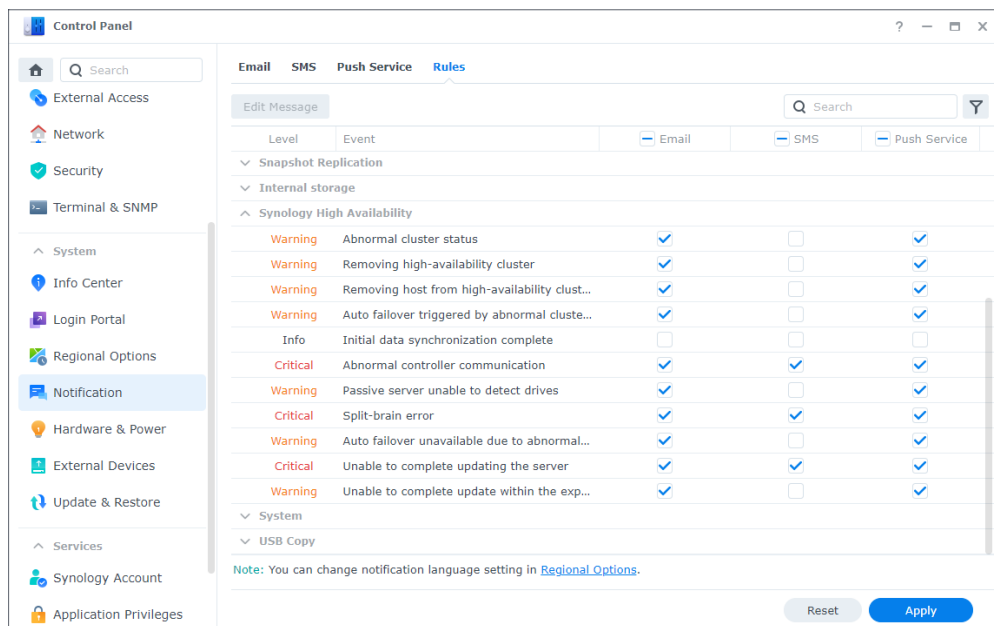 Control Panel
Search
External Access
Network
Security
Terminal & SNMP
System
Info Center
Login Portal
Regional Options
Notification
Hardware & Power
External Devices
Update & Restore
Services
Synology Account
Application Privileges
Email SMS Push Service Rules
Edit Message Search
Level Event Email SMS Push Service
Snapshot Replication
Internal storage
Synology High Availability
Warning Abnormal cluster status
Warning Removing high-availability cluster
Warning Removing host from high-availability clust...
Warning Auto failover triggered by abnormal cluste...
Info Initial data synchronization complete
Critical Abnormal controller communication
Warning Passive server unable to detect drives
Critical Split-brain error
Warning Auto failover unavailable due to abnormal...
Critical Unable to complete updating the server
Warning Unable to complete update within the exp...
System
USB Copy
Note: You can change notification language setting in Regional Options.
Reset Apply